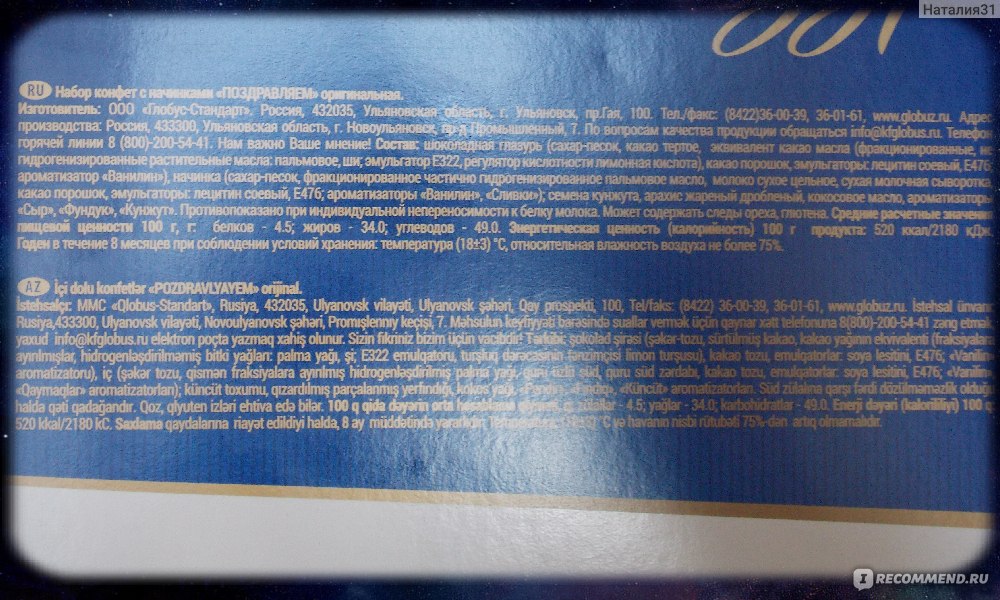 Наталия31
RU Набор конфет с начинками «ПОЗДРАВЛЯЕМ» оригинальная.
Изготовитель: ООО «Глобус-Стандарт». Россия, 432035, Ульяновская область, г. Ульяновск, пр.Гая, 100. Тел./факс: (8422)36-00-39, 36-01-61, www.globuz.ru. Адрес
производства: Россия, 433300, Ульяновская область, г. Новоульяновск, пр-д Промышленный, 7. По вопросам качества продукции обращаться info@kfglobus.ru. Телефон
горячей линии 8 (800)-200-54-41. Нам важно Ваше мнение! Состав: шоколадная глазурь (сахар-песок, какао тертое, эквивалент какао масла (фракционированные, не
гидрогенизированные растительные масла: пальмовое, ши; эмульгатор Е322, регулятор кислотности лимонная кислота), какао порошок, эмульгаторы: лецитин соевый, Е476;
ароматизатор «Ванилин»), начинка (сахар-песок, фракционированное частично гидрогенизированное пальмовое масло, молоко сухое цельное, сухая молочная сыворотка,
какао порошок, эмульгаторы: лецитин соевый, Е476; ароматизаторы «Ванилин», «Сливки»); семена кунжута, арахис жареный дробленый, кокосовое масло, ароматизаторы
«Сыр», «Фундук», «Кунжут». Противопоказано при индивидуальной непереносимости к белку молока. Может содержать следы ореха, глютена. Средние расчетные значения
пищевой ценности 100 г, г: белков - 4.5; жиров - 34.0; углеводов - 49.0. Энергетическая ценность (калорийность) 100 г продукта: 520 ккал/2180 кДж.
Годен в течение 8 месяцев при соблюдении условий хранения: температура (18±3) °С, относительная влажность воздуха не более 75%.
AZ İçi dolu konfetlər «POZDRAVLYAYEM» orijinal.
İstehsalçı: MMC «Qlobus-Standart», Rusiya, 432035, Ulyanovsk vilayəti, Ulyanovsk şəhəri, Qay prospekti, 100, Tel/faks: (8422) 36-00-39, 36-01-61, www.globuz.ru. İstehsal ünvanı
Rusiya,433300, Ulyanovsk vilayəti, Novoulyanovsk şəhəri, Promışlenniy keçişi, 7. Məhsulun keyfiyyəti barəsində suallar vermək üçün qaynar xətt telefonuna 8(800)-200-54-41 zəng etmək
yaxud info@kfglobus.ru elektron poçta yazmaq xahiş olunur. Sizin fikriniz bizim üçün vacibdir! Tərkibi: şokolad şirəsi (şəkər-tozu, sürtülmüş kakao, kakao yağının ekvivalenti (fraksiyalara
ayrılmışlar, hidrogenləşdirilməmiş bitki yağları: palma yağı, şi; E322 emulqatoru, turşuluq dərəcəsinin tənzimçisi limon turşusu), kakao tozu, emulqatorlar: soya lesitini, E476; «Vanilin»
aromatizatoru), iç (şəkər tozu, qismən fraksiyalara ayrılmış hidrogenləşdirilmiş palma yağı, quru üzlü süd, quru süd zərdabı, kakao tozu, emulqatorlar: soya lesitini, E476; «Vanilin»
«Qaymaqlar» aromatizatorları); küncüt toxumu, qızardılmış parçalanmış yerfındığı, kokos yağı, «Fındıq», «Küncüt» aromatizatorları. Süd zülalına qarşı fərdi dözülməzlik olduğu
halda qəti qadağandır. Qoz, qlyuten izləri ehtiva edə bilər. 100 q qida dəyərin orta - 4.5; yağlar - 34.0; karbohidratlar - 49.0. Enerji dəyəri (kalorililiyi) 100 q
520 kkal/2180 kC. Saxlama qaydalarına riayət edildiyi halda, 8 ay müddətində yararlıdır. °C və havanın nisbi rütubəti 75%-dən artıq olmamalıdır.
IRECOMMEND.RU